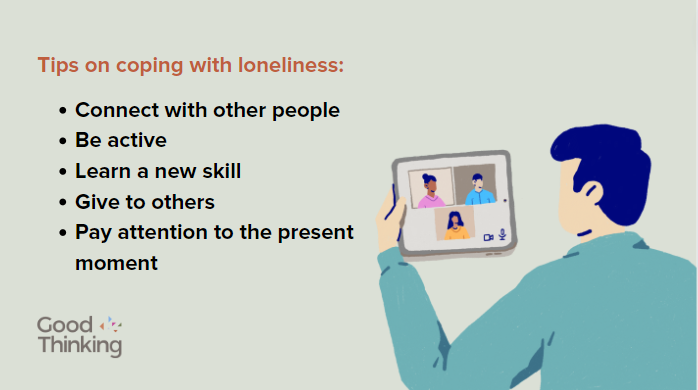 Tips on coping with loneliness:
• Connect with other people
• Be active
• Learn a new skill
• Give to others
• Pay attention to the present
moment
Good
Thinking